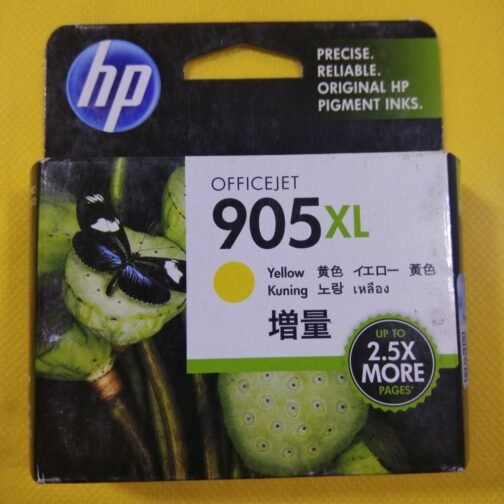 hp
PRECISE.
RELIABLE.
ORIGINAL HP
PIGMENT INKS.
OFFICEJET
905XL
Yellow 黄色 イエロー 黃色
Kuning 노랑 เหลือง
増量
UP TO
2.5X
MORE
PAGES*